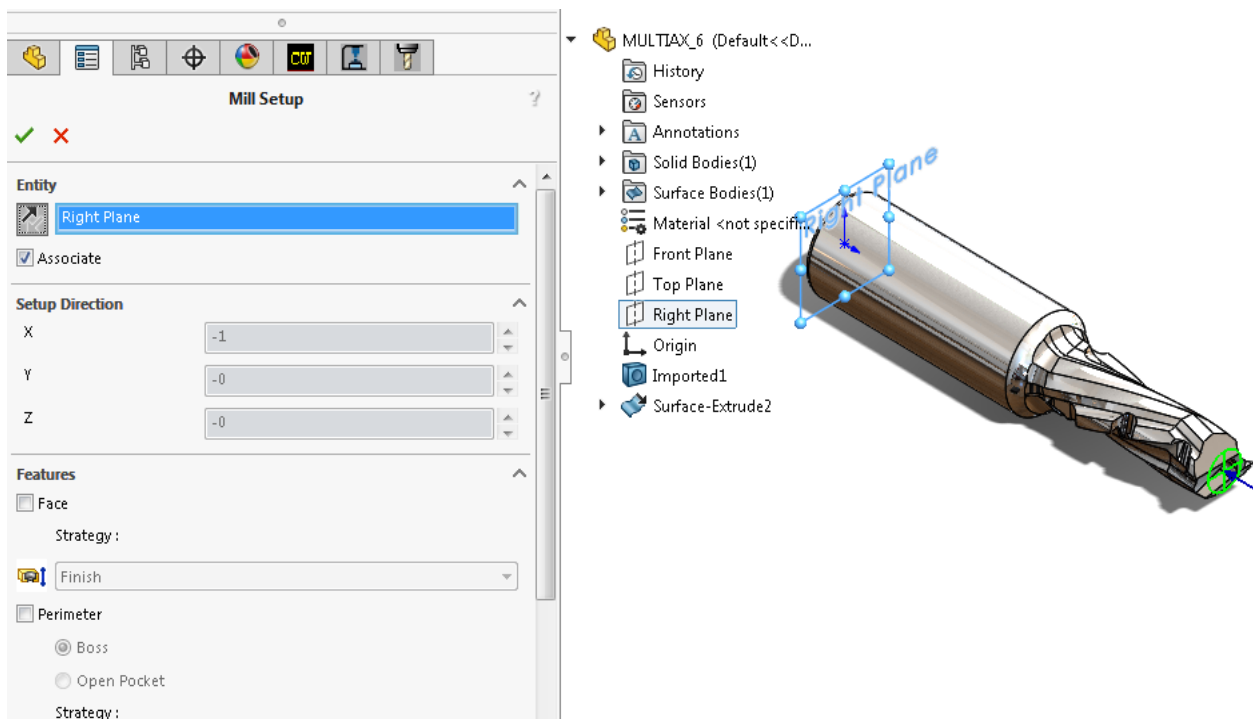 CW
Mill Setup
?
Entity
Right Plane
Associate
Setup Direction
X
-1
Y
-0
Z
-0
Features
Face
Strategy :
Finish
Perimeter
Boss
Open Pocket
Strategy :
MULTIAX_6 (Default<<D...
History
Sensors
A Annotations
Solid Bodies(1)
Surface Bodies(1)
Material <not specifi...
Front Plane
Top Plane
Right Plane
Origin
Imported1
Surface-Extrude2
Right Plane